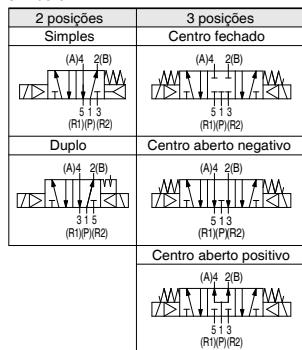 2 posições
3 posições
Simples
Centro fechado
(A)4 2(B)
5 1 3
(R1)(P)(R2)
(A)4 2(B)
5 1 3
(R1)(P)(R2)
Duplo
Centro aberto negativo
(A)4 2(B)
3 1 5
(R1)(P)(R2)
(A)4 2(B)
5 1 3
(R1)(P)(R2)
Centro aberto positivo
(A)4 2(B)
5 1 3
(R1)(P)(R2)